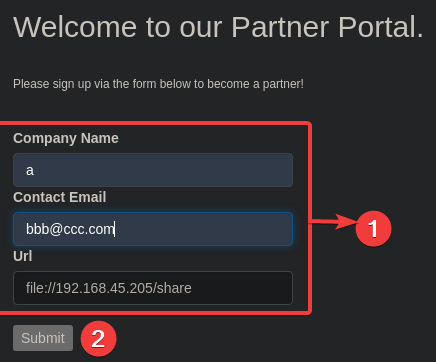 Welcome to our Partner Portal.
Please sign up via the form below to become a partner!
Company Name
a
Contact Email
bbb@ccc.com
1
Url
file://192.168.45.205/share
Submit
2